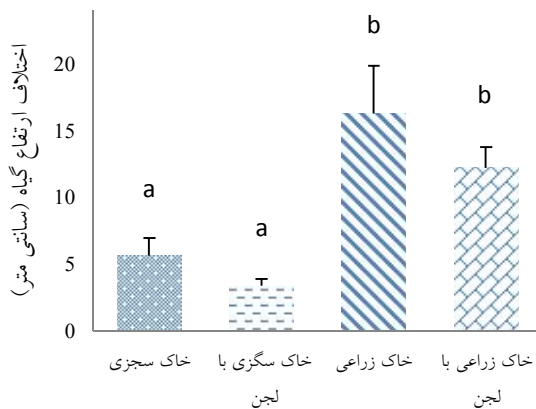 اختلاف ارتفاع گیاه (سانتی متر)
20
15
10
5
0
a
a
b
b
خاک سجزی
خاک سگزی با
لجن
خاک زراعی
خاک زراعی با
لجن